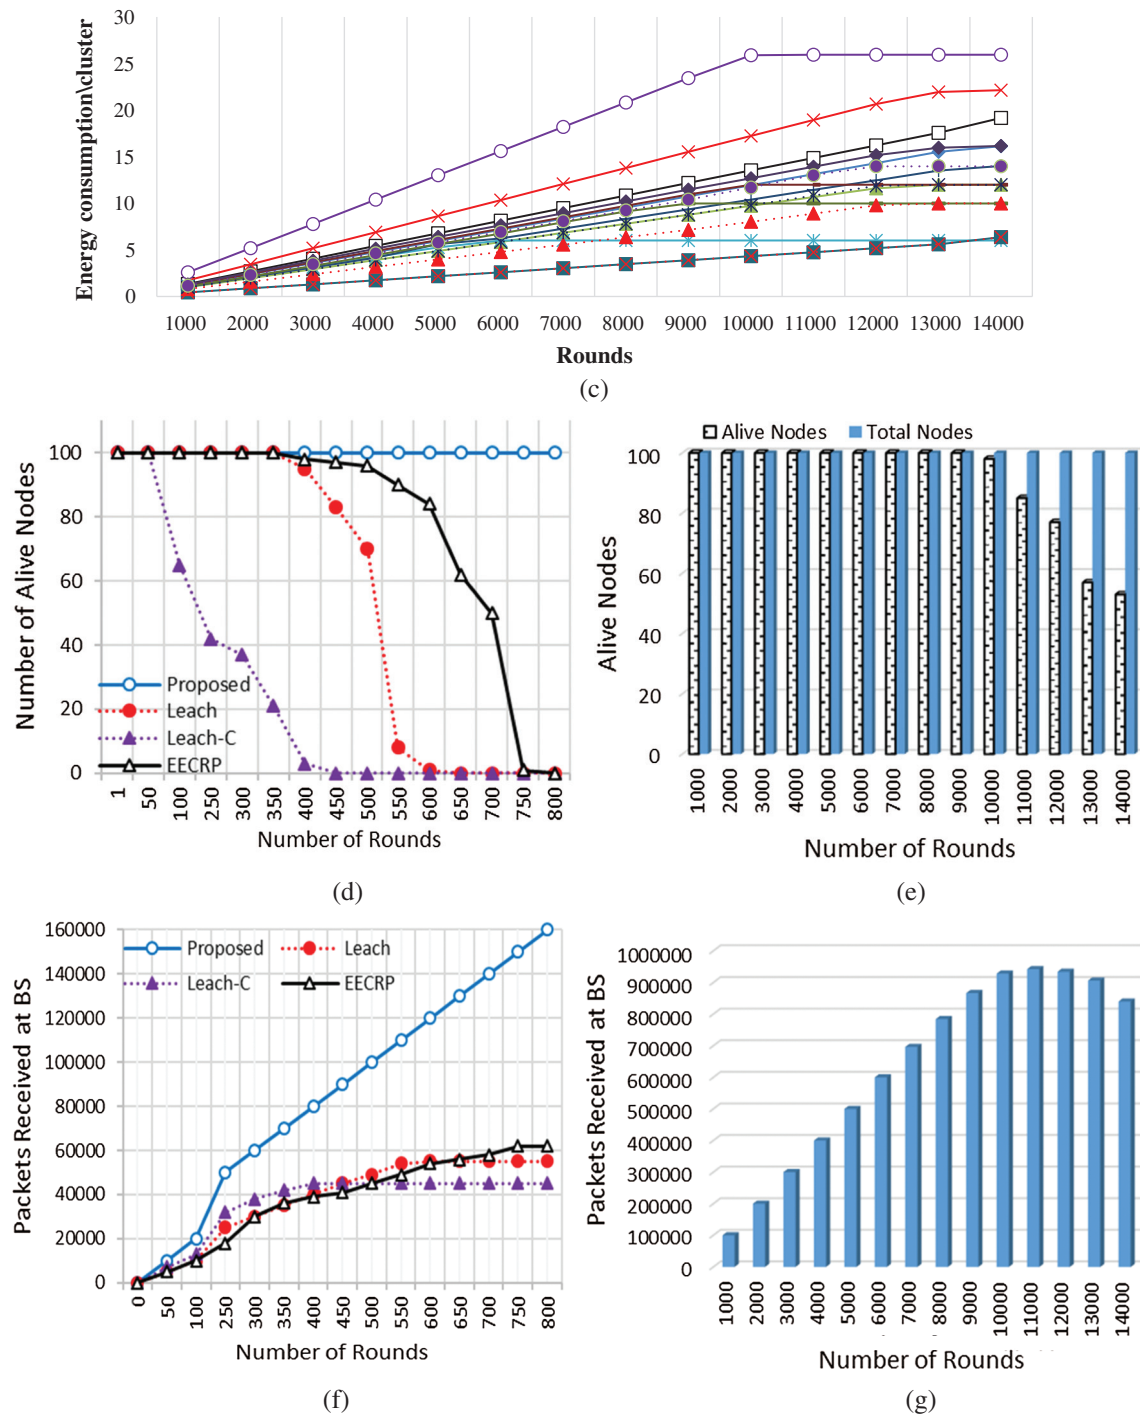 30
25
20
15
10
5
0
Energy consumption\cluster
1000 2000 3000 4000 5000 6000 7000 8000 9000 10000 11000 12000 13000 14000
Rounds
(c)
100
80
60
40
20
0
Number of Alive Nodes
Proposed
Leach
Leach-C
EECRP
1 50 100 250 300 350 400 450 500 550 600 650 700 750 800
Number of Rounds
(d)
Alive Nodes Total Nodes
100
80
60
40
20
0
Alive Nodes
1000 2000 3000 4000 5000 6000 7000 8000 9000 10000 11000 12000 13000 14000
Number of Rounds
(e)
160000
140000
120000
100000
80000
60000
40000
20000
0
Packets Received at BS
Proposed Leach
Leach-C EECRP
0 50 100 250 300 350 400 450 500 550 600 650 700 750 800
Number of Rounds
(f)
1000000
900000
800000
700000
600000
500000
400000
300000
200000
100000
0
Packets Received at BS
1000 2000 3000 4000 5000 6000 7000 8000 9000 10000 11000 12000 13000 14000
Number of Rounds
(g)